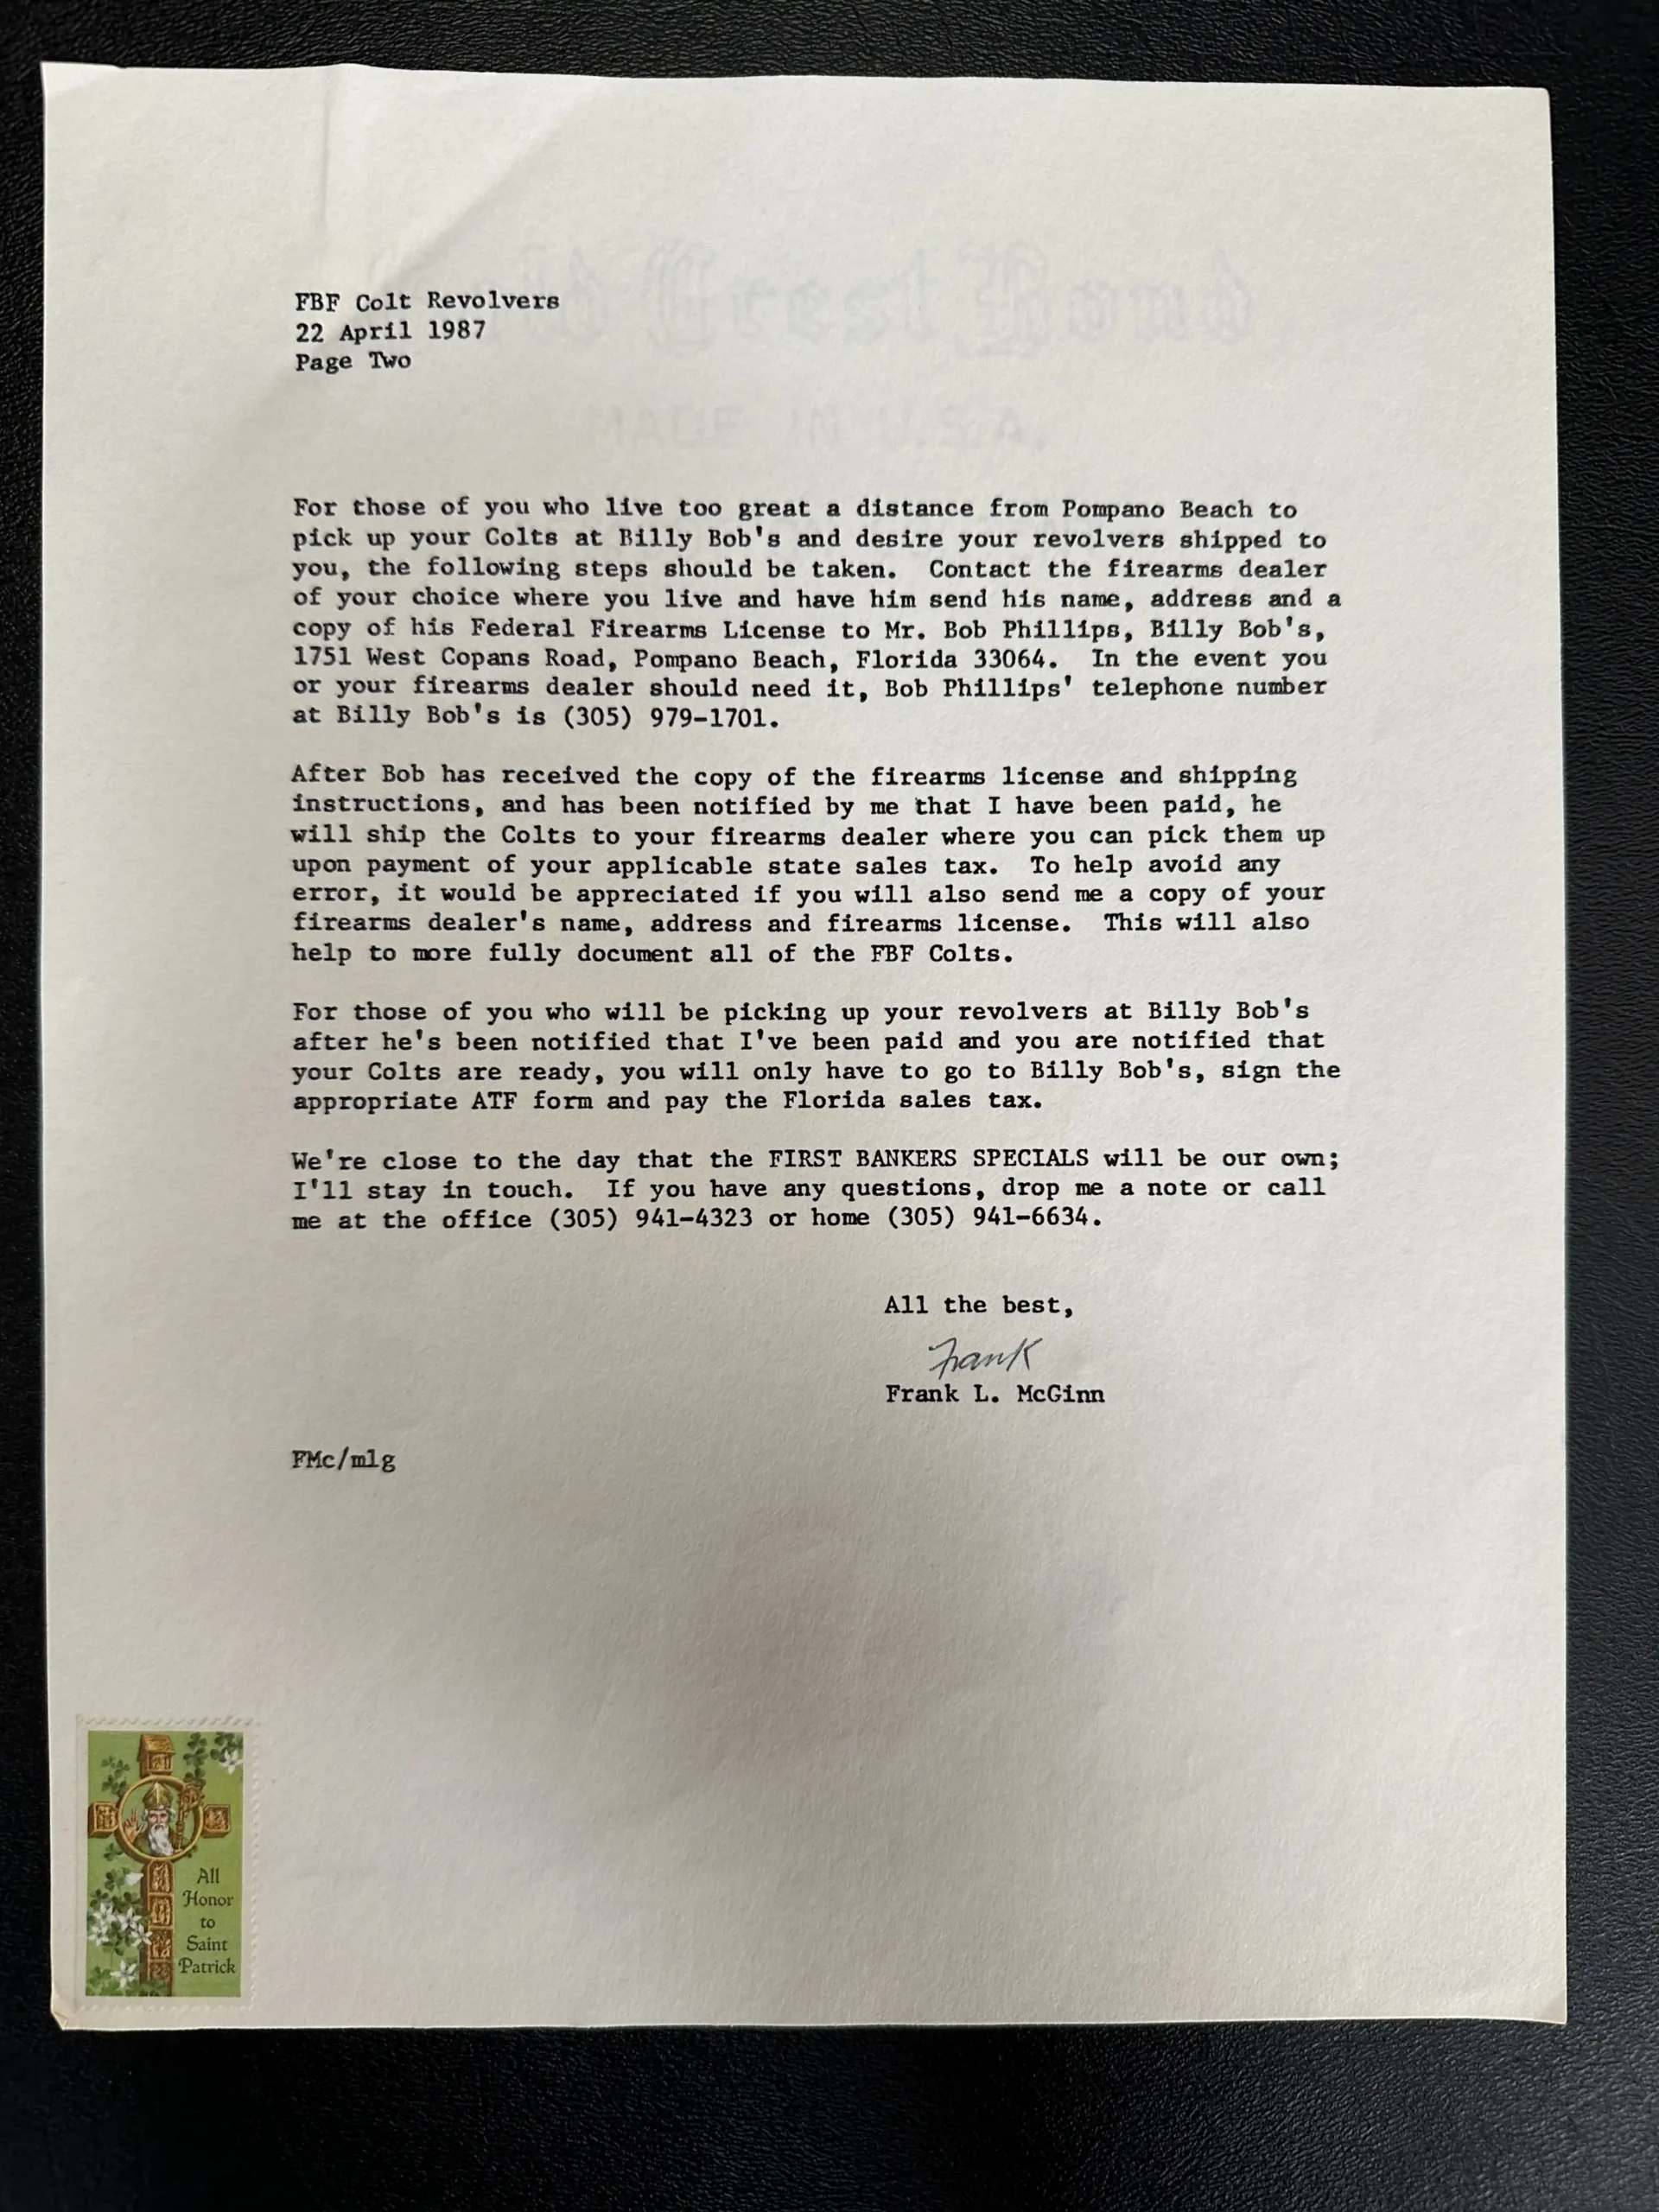 FBF Colt Revolvers
22 April 1987
Page Two
MADE IN U.S.A.
For those of you who live too great a distance from Pompano Beach to
pick up your Colts at Billy Bob's and desire your revolvers shipped to
you, the following steps should be taken.  Contact the firearms dealer
of your choice where you live and have him send his name, address and a
copy of his Federal Firearms License to Mr. Bob Phillips, Billy Bob's,
1751 West Copans Road, Pompano Beach, Florida 33064.  In the event you
or your firearms dealer should need it, Bob Phillips' telephone number
at Billy Bob's is (305) 979-1701.
After Bob has received the copy of the firearms license and shipping
instructions, and has been notified by me that I have been paid, he
will ship the Colts to your firearms dealer where you can pick them up
upon payment of your applicable state sales tax.  To help avoid any
error, it would be appreciated if you will also send me a copy of your
firearms dealer's name, address and firearms license.  This will also
help to more fully document all of the FBF Colts.
For those of you who will be picking up your revolvers at Billy Bob's
after he's been notified that I've been paid and you are notified that
your Colts are ready, you will only have to go to Billy Bob's, sign the
appropriate ATF form and pay the Florida sales tax.
We're close to the day that the FIRST BANKERS SPECIALS will be our own;
I'll stay in touch.  If you have any questions, drop me a note or call
me at the office (305) 941-4323 or home (305) 941-6634.
All the best,
Frank
Frank L. McGinn
FMc/mlg
All
Honor
to
Saint
Patrick